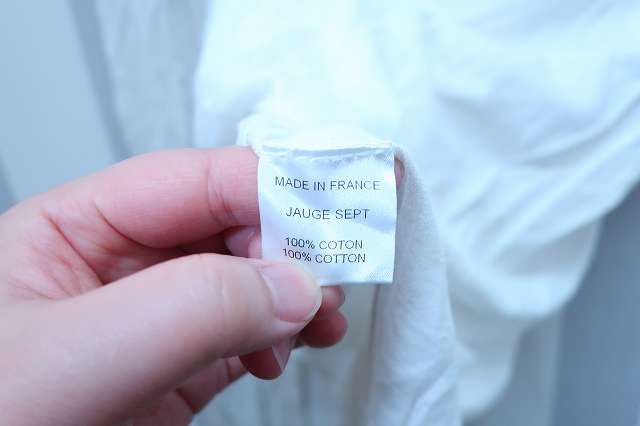 MADE IN FRANCE
JAUGE SEPT
100% COTON
100% COTTON